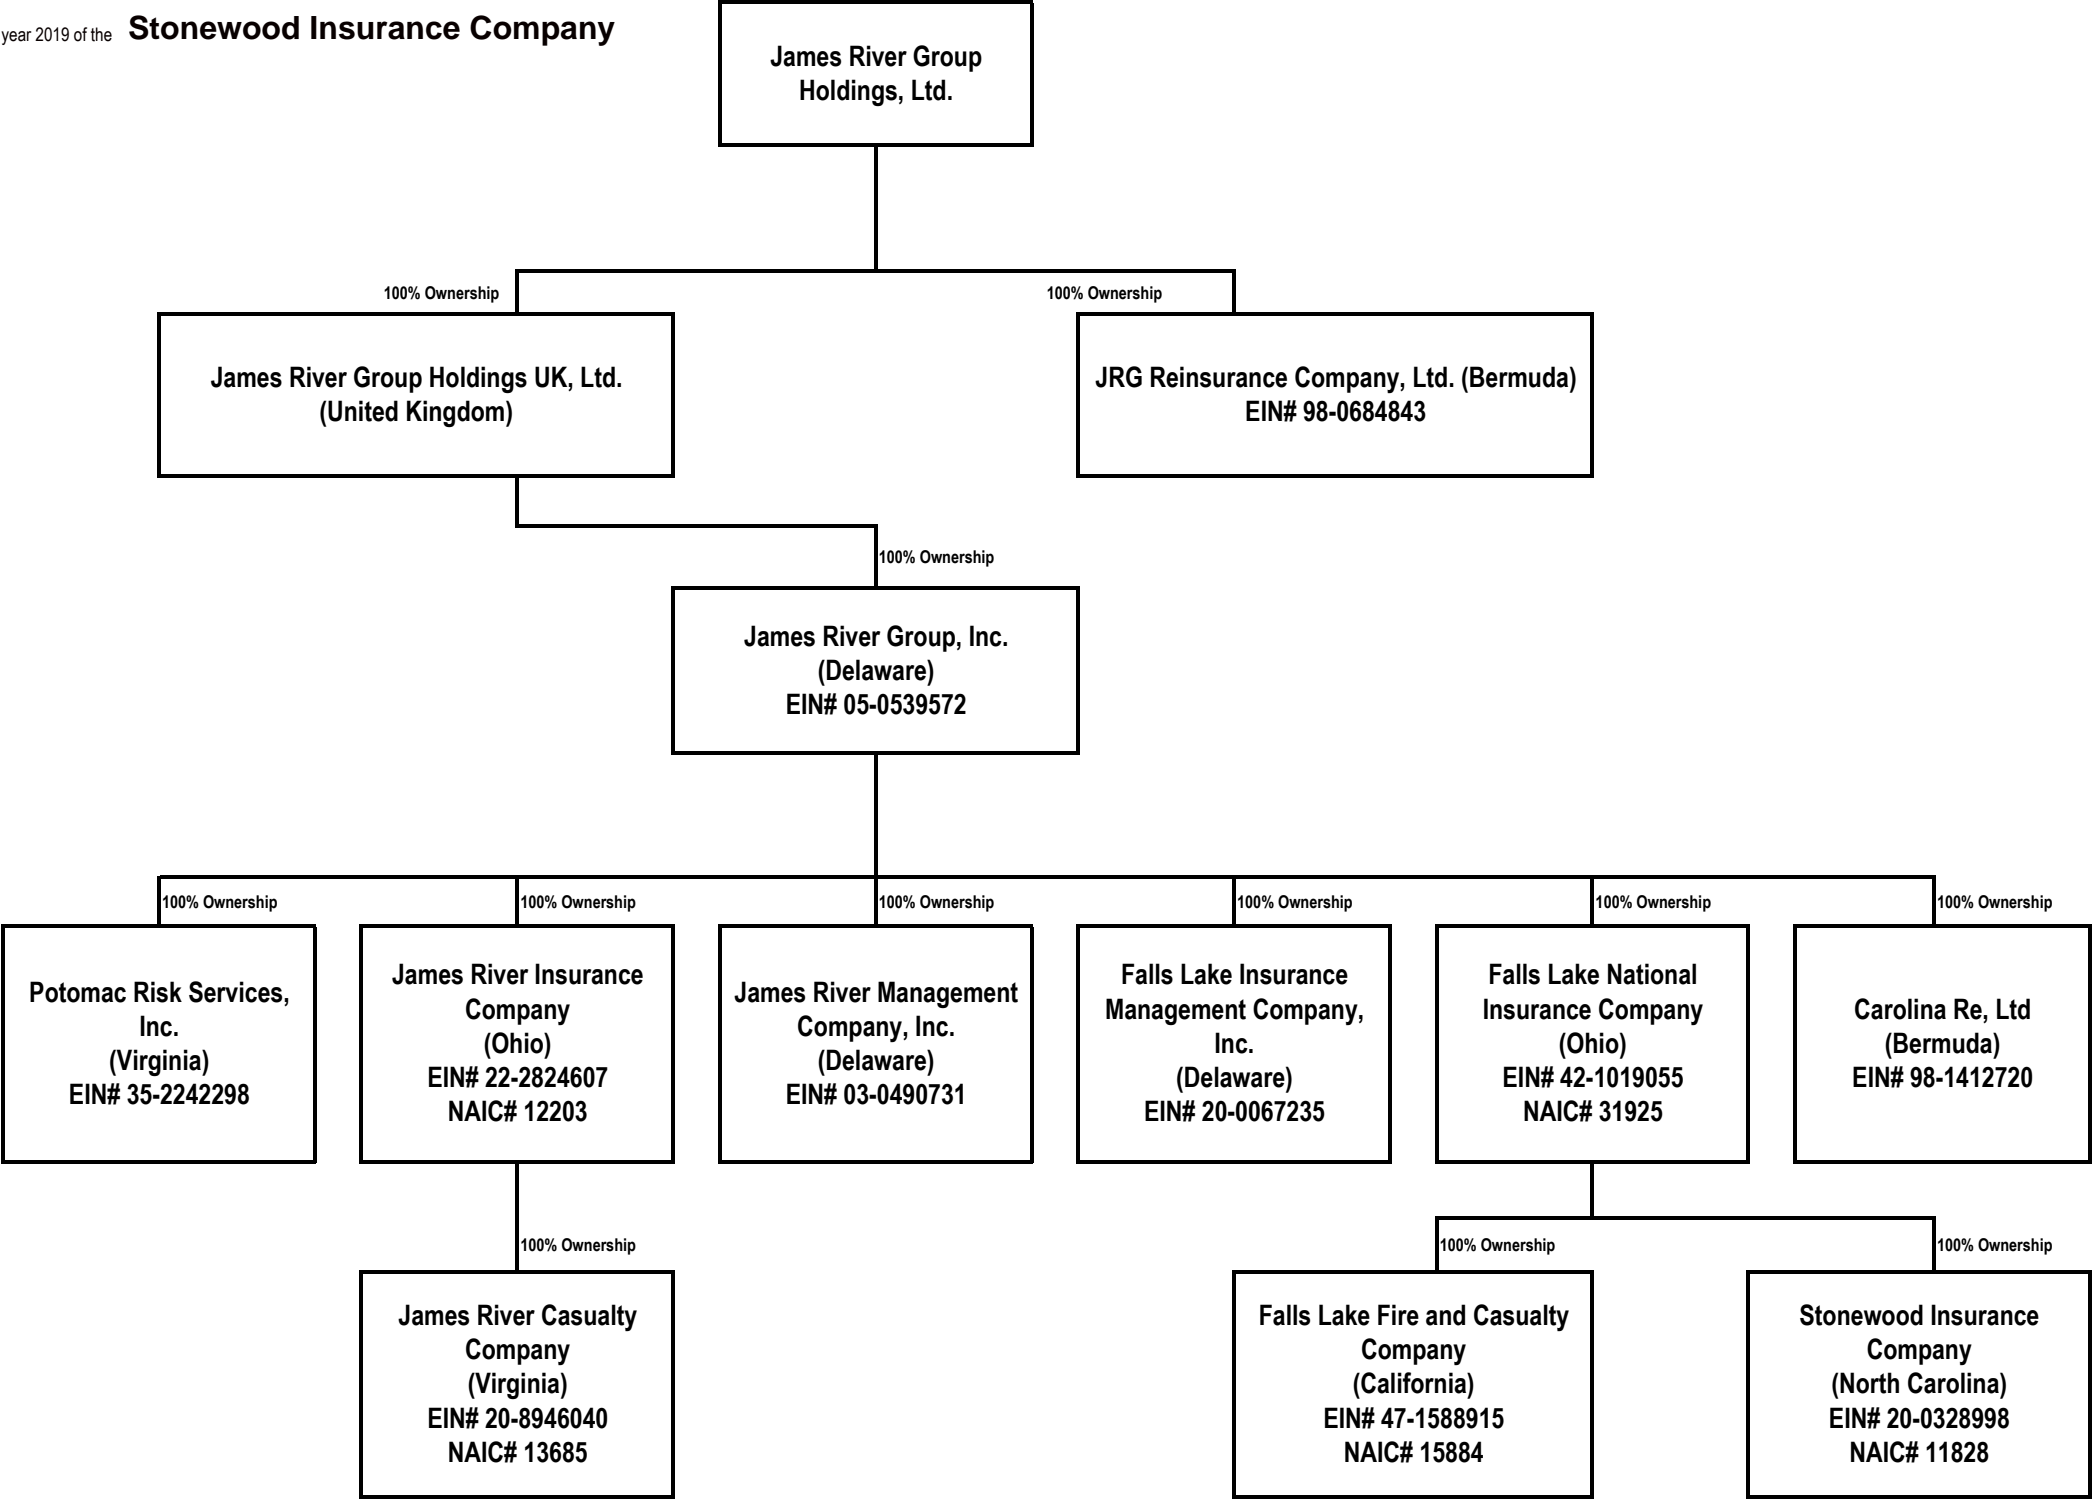 year 2019 of the Stonewood Insurance Company
James River Group
Holdings, Ltd.
100% Ownership
100% Ownership
James River Group Holdings UK, Ltd.
(United Kingdom)
JRG Reinsurance Company, Ltd. (Bermuda)
EIN# 98-0684843
100% Ownership
James River Group, Inc.
(Delaware)
EIN# 05-0539572
100% Ownership
100% Ownership
100% Ownership
100% Ownership
100% Ownership
100% Ownership
Potomac Risk Services,
Inc.
(Virginia)
EIN# 35-2242298
James River Insurance
Company
(Ohio)
EIN# 22-2824607
NAIC# 12203
James River Management
Company, Inc.
(Delaware)
EIN# 03-0490731
Falls Lake Insurance
Management Company,
Inc.
(Delaware)
EIN# 20-0067235
Falls Lake National
Insurance Company
(Ohio)
EIN# 42-1019055
NAIC# 31925
Carolina Re, Ltd
(Bermuda)
EIN# 98-1412720
100% Ownership
100% Ownership
100% Ownership
James River Casualty
Company
(Virginia)
EIN# 20-8946040
NAIC# 13685
Falls Lake Fire and Casualty
Company
(California)
EIN# 47-1588915
NAIC# 15884
Stonewood Insurance
Company
(North Carolina)
EIN# 20-0328998
NAIC# 11828